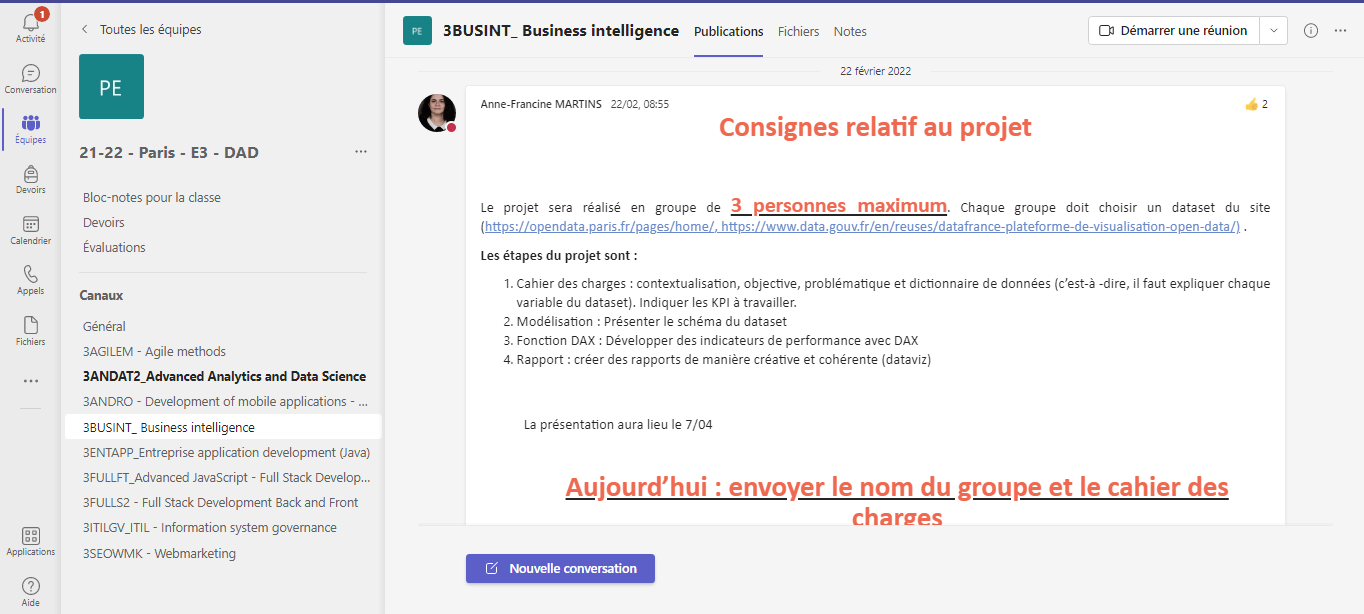 1
Activité
Conversation
Équipes
Devoirs
Calendrier
Appels
Fichiers
Applications
Aide
Toutes les équipes
PE
21-22 - Paris - E3 - DAD
Bloc-notes pour la classe
Devoirs
Évaluations
Canaux
Général
3AGILEM - Agile methods
3ANDAT2_Advanced Analytics and Data Science
3ANDRO - Development of mobile applications - ...
3BUSINT_ Business intelligence
3ENTAPP_Entreprise application development (Java)
3FULLFT_Advanced JavaScript - Full Stack Develop...
3FULLS2 - Full Stack Development Back and Front
3ITILGV_ITIL - Information system governance
3SEOWMK - Webmarketing
PE
3BUSINT_ Business intelligence
Publications
Fichiers
Notes
Démarrer une réunion
22 février 2022
Anne-Francine MARTINS 22/02, 08:55
2
Consignes relatif au projet
Le projet sera réalisé en groupe de 3 personnes maximum. Chaque groupe doit choisir un dataset du site
(https://opendata.paris.fr/pages/home/, https://www.data.gouv.fr/en/reuses/datafrance-plateforme-de-visualisation-open-data/) .
Les étapes du projet sont :
1. Cahier des charges : contextualisation, objective, problématique et dictionnaire de données (c'est-à -dire, il faut expliquer chaque
variable du dataset). Indiquer les KPI à travailler.
2. Modélisation : Présenter le schéma du dataset
3. Fonction DAX : Développer des indicateurs de performance avec DAX
4. Rapport : créer des rapports de manière créative et cohérente (dataviz)
La présentation aura lieu le 7/04
Aujourd'hui : envoyer le nom du groupe et le cahier des
charges
Nouvelle conversation